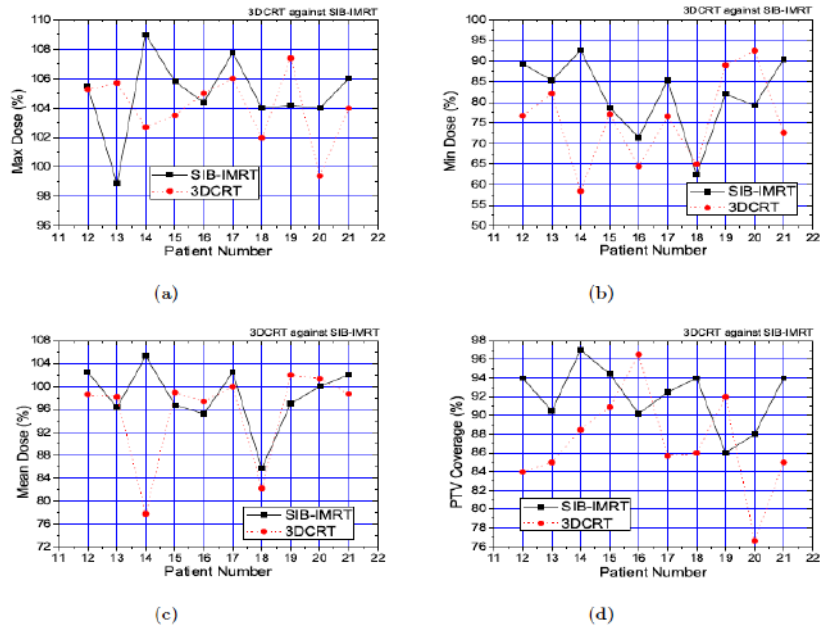 3DCRT against SIB-IMRT
110
108
106
104
102
100
98
96
Max Dose (%)
SIB-IMRT
3DCRT
11 12 13 14 15 16 17 18 19 20 21 22
Patient Number
(a)
3DCRT against SIB-IMRT
100
95
90
85
80
75
70
65
60
55
50
Min Dose (%)
SIB-IMRT
3DCRT
11 12 13 14 15 16 17 18 19 20 21 22
Patient Number
(b)
3DCRT against SIB-IMRT
108
104
100
96
92
88
84
80
76
72
Mean Dose (%)
SIB-IMRT
3DCRT
11 12 13 14 15 16 17 18 19 20 21 22
Patient Number
(c)
3DCRT against SIB-IMRT
98
96
94
92
90
88
86
84
82
80
78
76
PTV Coverage (%)
SIB-IMRT
3DCRT
11 12 13 14 15 16 17 18 19 20 21 22
Patient Number
(d)